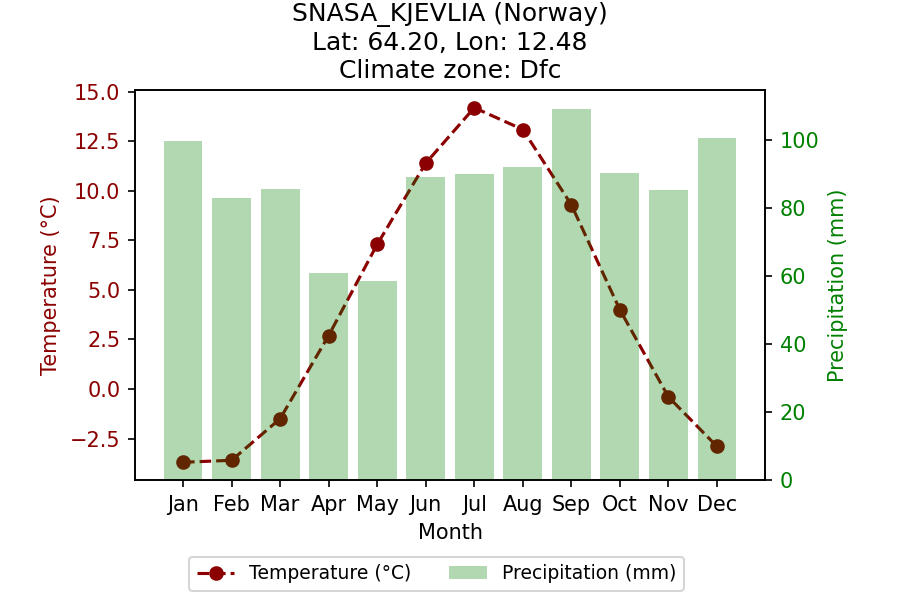 SNASA_KJEVLIA (Norway)
Lat: 64.20, Lon: 12.48
Climate zone: Dfc
15.0
12.5
10.0
7.5
5.0
2.5
0.0
−2.5
Temperature (°C)
100
80
60
40
20
0
Precipitation (mm)
Jan Feb Mar Apr May Jun Jul Aug Sep Oct Nov Dec
Month
Temperature (°C) Precipitation (mm)